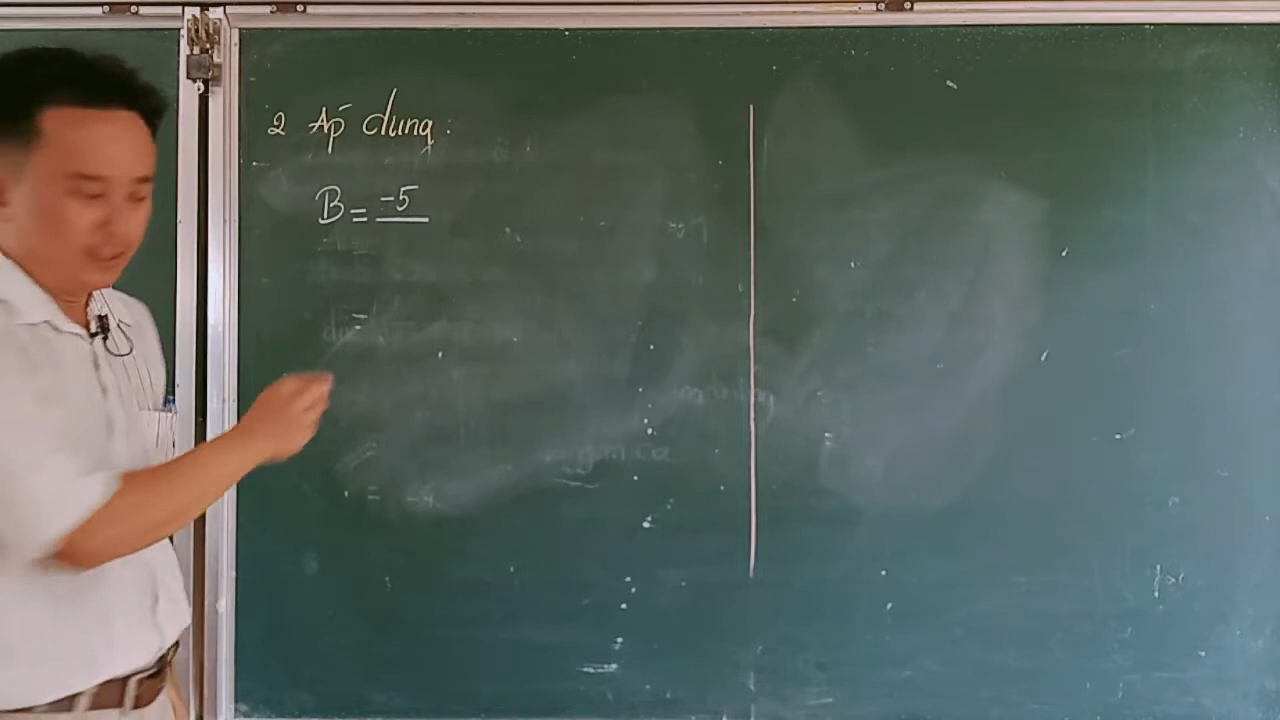 2 Áp dụng:
B = -5